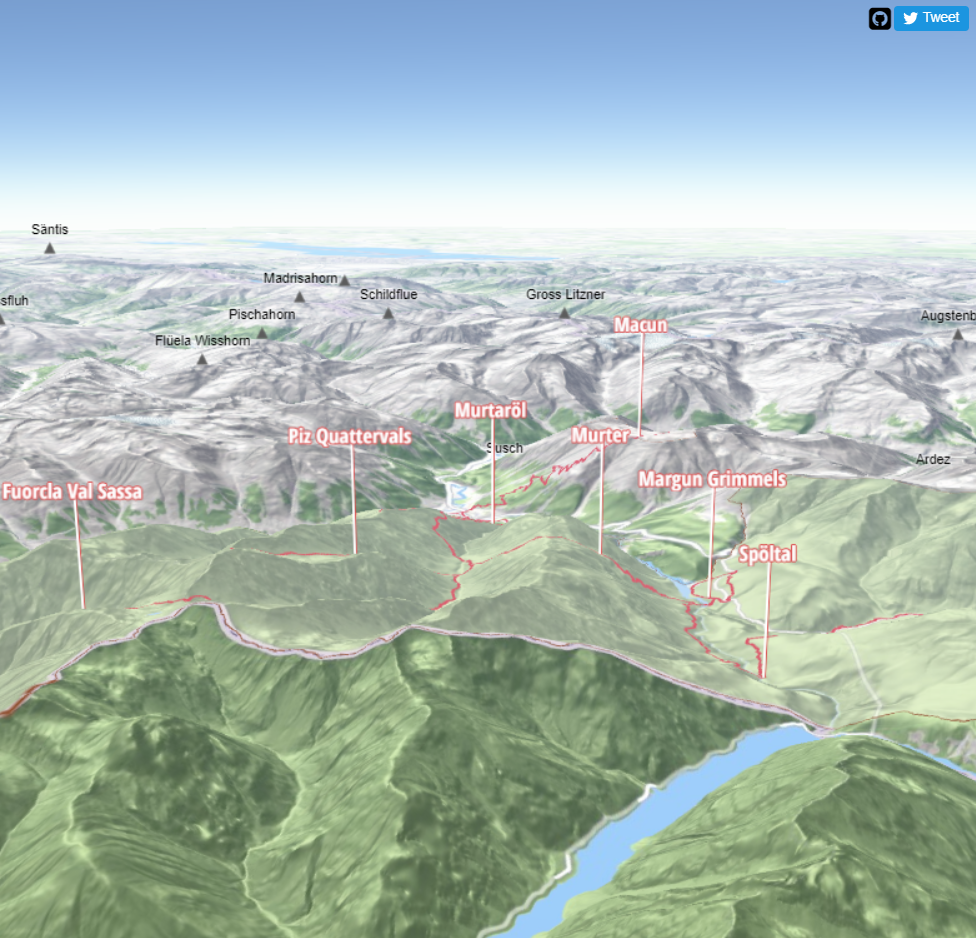 Tweet
Säntis
Madrisahorn
Schildflue
Gross Litzner
sfluh
Pischahorn
Augstenb
Macun
Flüela Wisshorn
Murtaröl
Piz Quattervals
Murter
Susch
Ardez
Margun Grimmels
Fuorcla Val Sassa
Spöltal